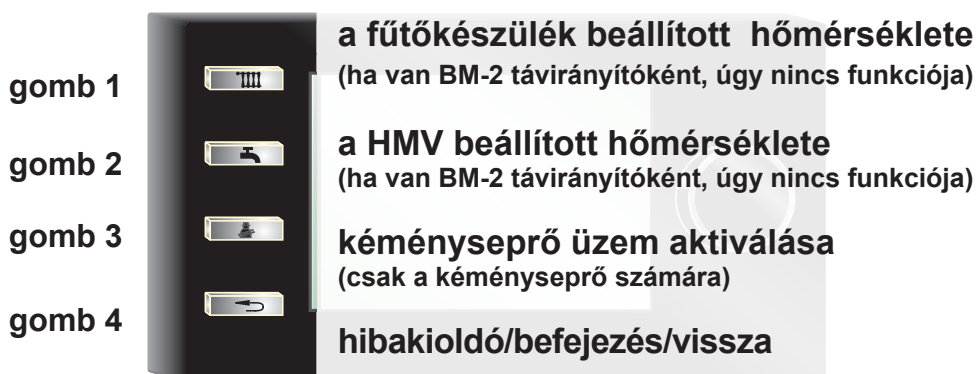 a fűtőkészülék beállított hőmérséklete
gomb 1
(ha van BM-2 távirányítóként, úgy nincs funkciója)
gomb 2
a HMV beállított hőmérséklete
(ha van BM-2 távirányítóként, úgy nincs funkciója)
gomb 3
kéményseprő üzem aktiválása
(csak a kéményseprő számára)
gomb 4
hibakioldó/befejezés/vissza